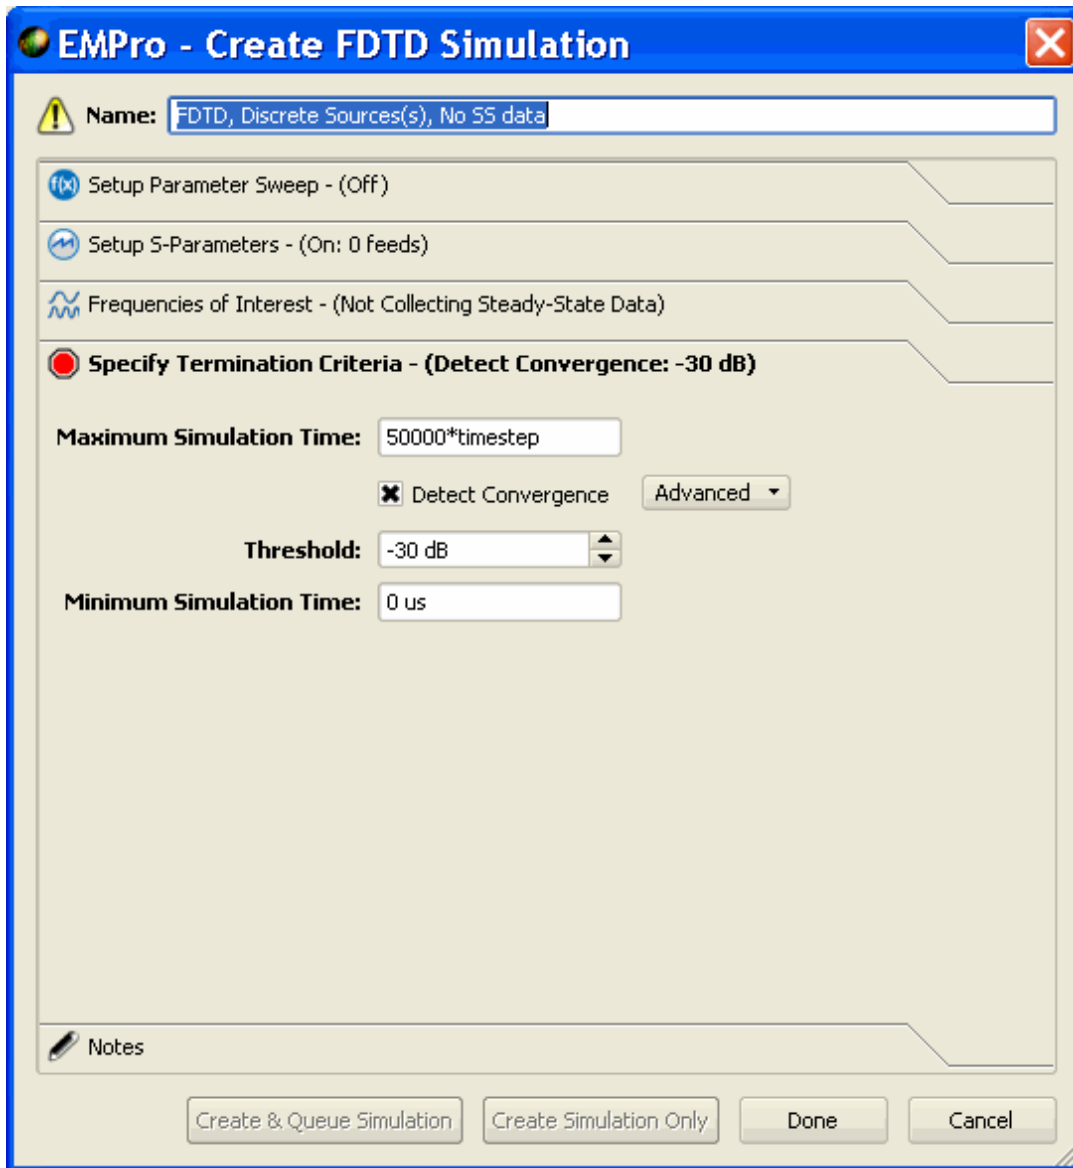 EMPro - Create FDTD Simulation
Name: FDTD, Discrete Sources(s), No SS data
f(x) Setup Parameter Sweep - (Off)
Setup S-Parameters - (On: 0 feeds)
Frequencies of Interest - (Not Collecting Steady-State Data)
Specify Termination Criteria - (Detect Convergence: -30 dB)
Maximum Simulation Time: 50000*timestep
Detect Convergence Advanced
Threshold: -30 dB
Minimum Simulation Time: 0 us
Notes
Create & Queue Simulation Create Simulation Only Done Cancel